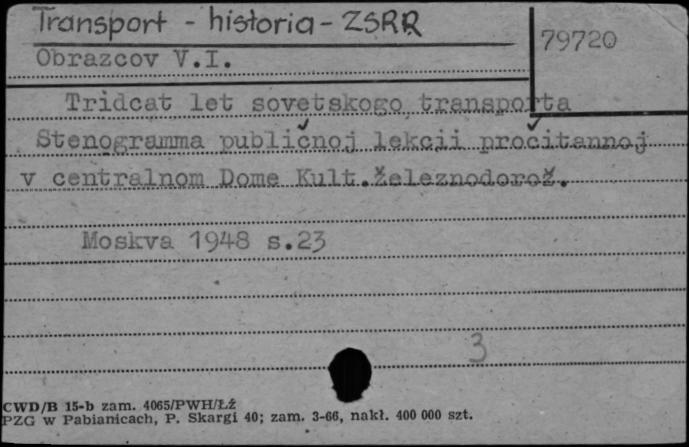 Transport - historia - ZSRR
79720
Obrazcov V.I.
Tridcat let sovetskogo transporta
Stenogramma publičnoj lekcii pročitannoj
v centralnom Dome Kult.železnodorož.
Moskva 1948 s.23
3
CWD/B 15-b zam. 4065/PWH/Łź
PZG w Pabianicach, P. Skargi 40; zam. 3-66, nakł. 400 000 szt.